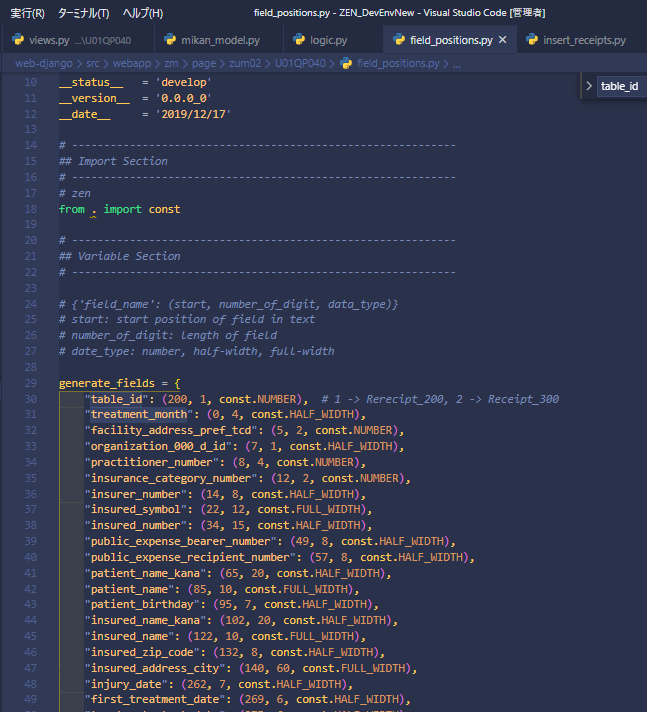 実行(R) ターミナル(T) ヘルプ(H)
field_positions.py - ZEN_DevEnvNew - Visual Studio Code [管理者]
views.py ...\U01QP040 mikan_model.py logic.py field_positions.py insert_receipts.py
web-django > src > webapp > zm > page > zum02 > U01QP040 > field_positions.py > ...
table_id
10 __status__ = 'develop'
11 __version__ = '0.0.0_0'
12 __date__ = '2019/12/17'
13
14 # ------------------------------------------------------------
15 ## Import Section
16 # ------------------------------------------------------------
17 # zen
18 from . import const
19
20 # ------------------------------------------------------------
21 ## Variable Section
22 # ------------------------------------------------------------
23
24 # {'field_name': (start, number_of_digit, data_type)}
25 # start: start position of field in text
26 # number_of_digit: length of field
27 # date_type: number, half-width, full-width
28
29 generate_fields = {
30 "table_id": (200, 1, const.NUMBER), # 1 -> Rerecipt_200, 2 -> Receipt_300
31 "treatment_month": (0, 4, const.HALF_WIDTH),
32 "facility_address_pref_tcd": (5, 2, const.NUMBER),
33 "organization_000_d_id": (7, 1, const.HALF_WIDTH),
34 "practitioner_number": (8, 4, const.NUMBER),
35 "insurance_category_number": (12, 2, const.NUMBER),
36 "insurer_number": (14, 8, const.HALF_WIDTH),
37 "insured_symbol": (22, 12, const.FULL_WIDTH),
38 "insured_number": (34, 15, const.HALF_WIDTH),
39 "public_expense_bearer_number": (49, 8, const.HALF_WIDTH),
40 "public_expense_recipient_number": (57, 8, const.HALF_WIDTH),
41 "patient_name_kana": (65, 20, const.HALF_WIDTH),
42 "patient_name": (85, 10, const.FULL_WIDTH),
43 "patient_birthday": (95, 7, const.HALF_WIDTH),
44 "insured_name_kana": (102, 20, const.HALF_WIDTH),
45 "insured_name": (122, 10, const.FULL_WIDTH),
46 "insured_zip_code": (132, 8, const.HALF_WIDTH),
47 "insured_address_city": (140, 60, const.FULL_WIDTH),
48 "injury_date": (262, 7, const.HALF_WIDTH),
49 "first_treatment_date": (269, 6, const.HALF_WIDTH),